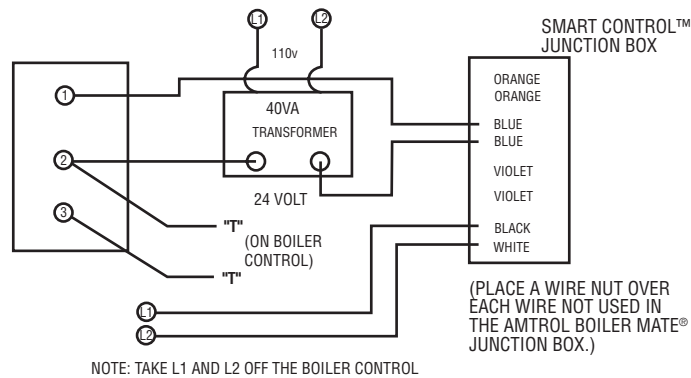 L1 L2
110v
SMART CONTROL™
JUNCTION BOX
ORANGE
ORANGE
1
40VA
TRANSFORMER
BLUE
BLUE
2
VIOLET
24 VOLT
VIOLET
3
"T"
(ON BOILER
CONTROL)
"T"
BLACK
WHITE
L1
L2
(PLACE A WIRE NUT OVER
EACH WIRE NOT USED IN
THE AMTROL BOILER MATE®
JUNCTION BOX.)
NOTE: TAKE L1 AND L2 OFF THE BOILER CONTROL